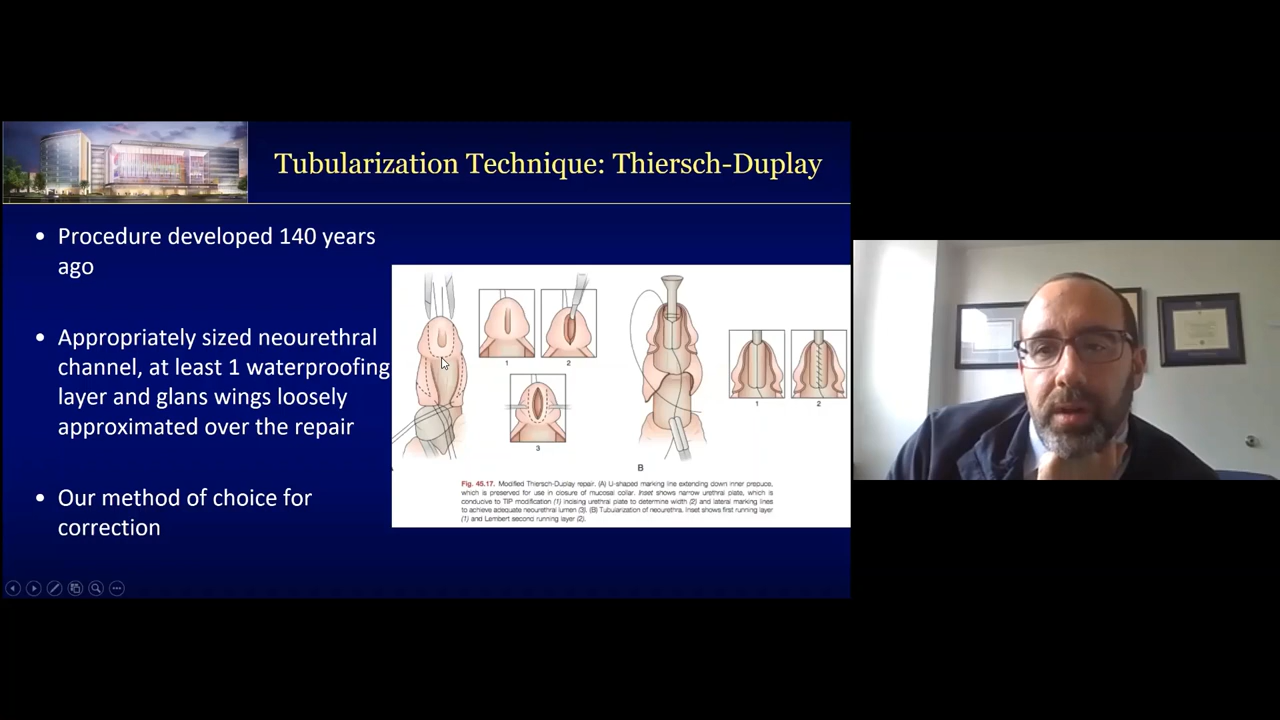 Tubularization Technique: Thiersch-Duplay
• Procedure developed 140 years
ago
• Appropriately sized neourethral
channel, at least 1 waterproofing
layer and glans wings loosely
approximated over the repair
• Our method of choice for
correction
1
2
3
B
1
2
Fig. 45.17. Modified Thiersch-Duplay repair. (A) U-shaped marking line extending down inner prepuce,
which is preserved for use in closure of mucosal collar. Inset shows narrow urethral plate, which is
conducive to TIP modification (1) incising urethral plate to determine width (2) and lateral marking lines
to achieve adequate neourethral lumen (3). (B) Tubularization of neourethra. Inset shows first running layer
(1) and Lembert second running layer (2).